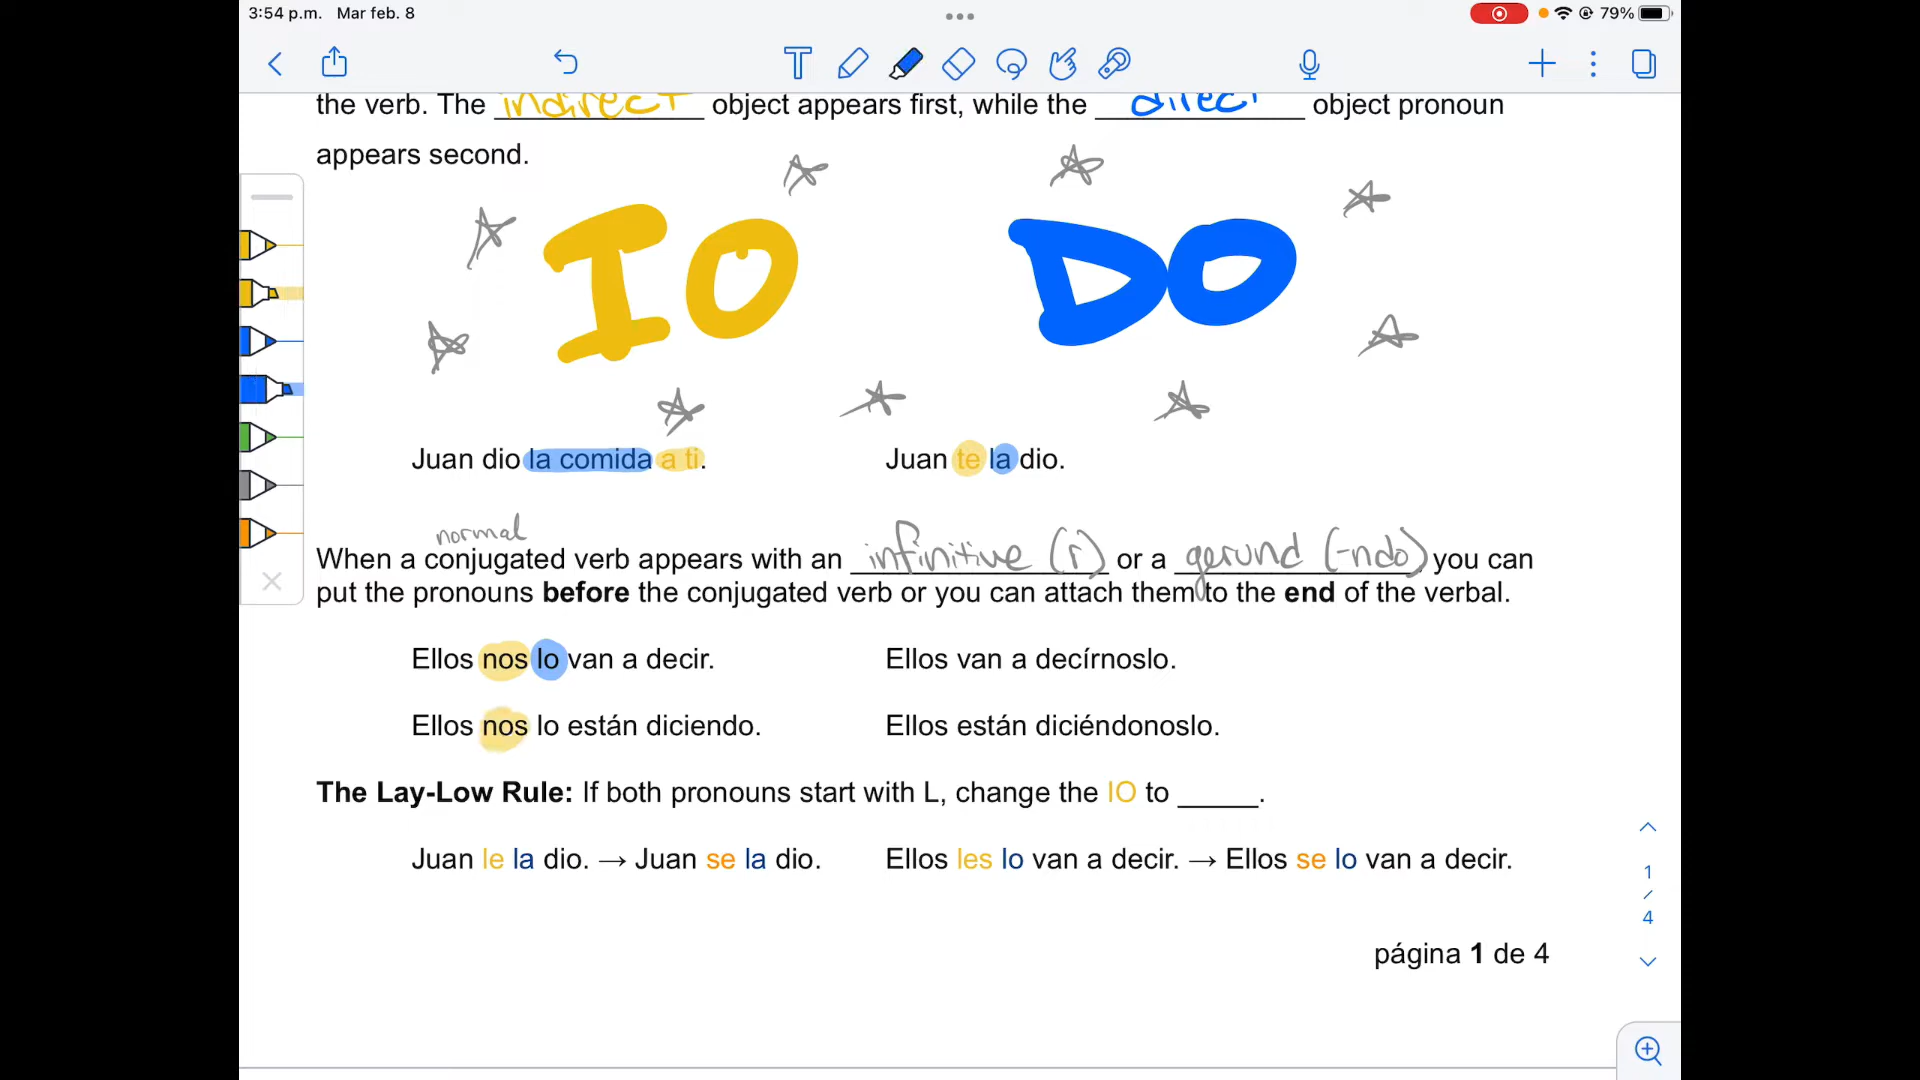 3:54 p.m. Mar feb. 8 79%
the verb. The indirect object appears first, while the direct object pronoun
appears second.
IO DO
Juan dio la comida a ti. Juan te la dio.
normal
When a conjugated verb appears with an infinitive (r) or a gerund (-ndo) you can
put the pronouns before the conjugated verb or you can attach them to the end of the verbal.
Ellos nos lo van a decir. Ellos van a decírnoslo.
Ellos nos lo están diciendo. Ellos están diciéndonoslo.
The Lay-Low Rule: If both pronouns start with L, change the IO to _____.
Juan le la dio. → Juan se la dio. Ellos les lo van a decir. → Ellos se lo van a decir.
1
/
4
página 1 de 4